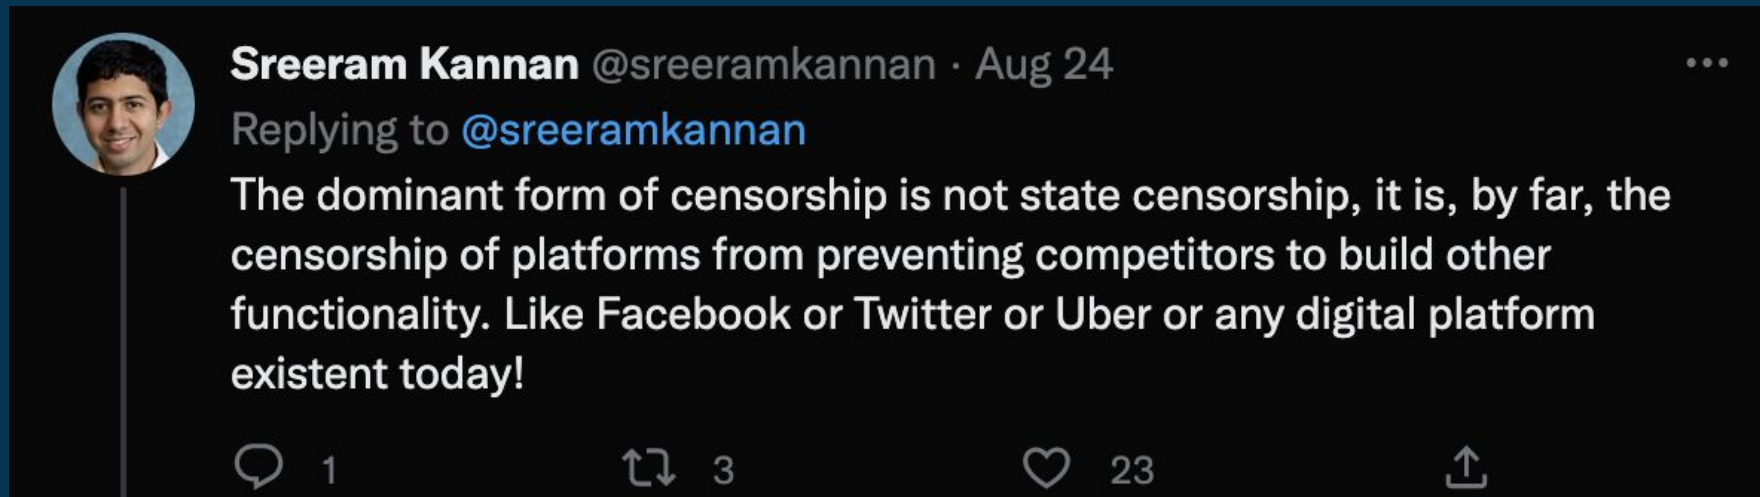 Sreeram Kannan @sreeramkannan · Aug 24
Replying to @sreeramkannan
The dominant form of censorship is not state censorship, it is, by far, the
censorship of platforms from preventing competitors to build other
functionality. Like Facebook or Twitter or Uber or any digital platform
existent today!
1 3 23